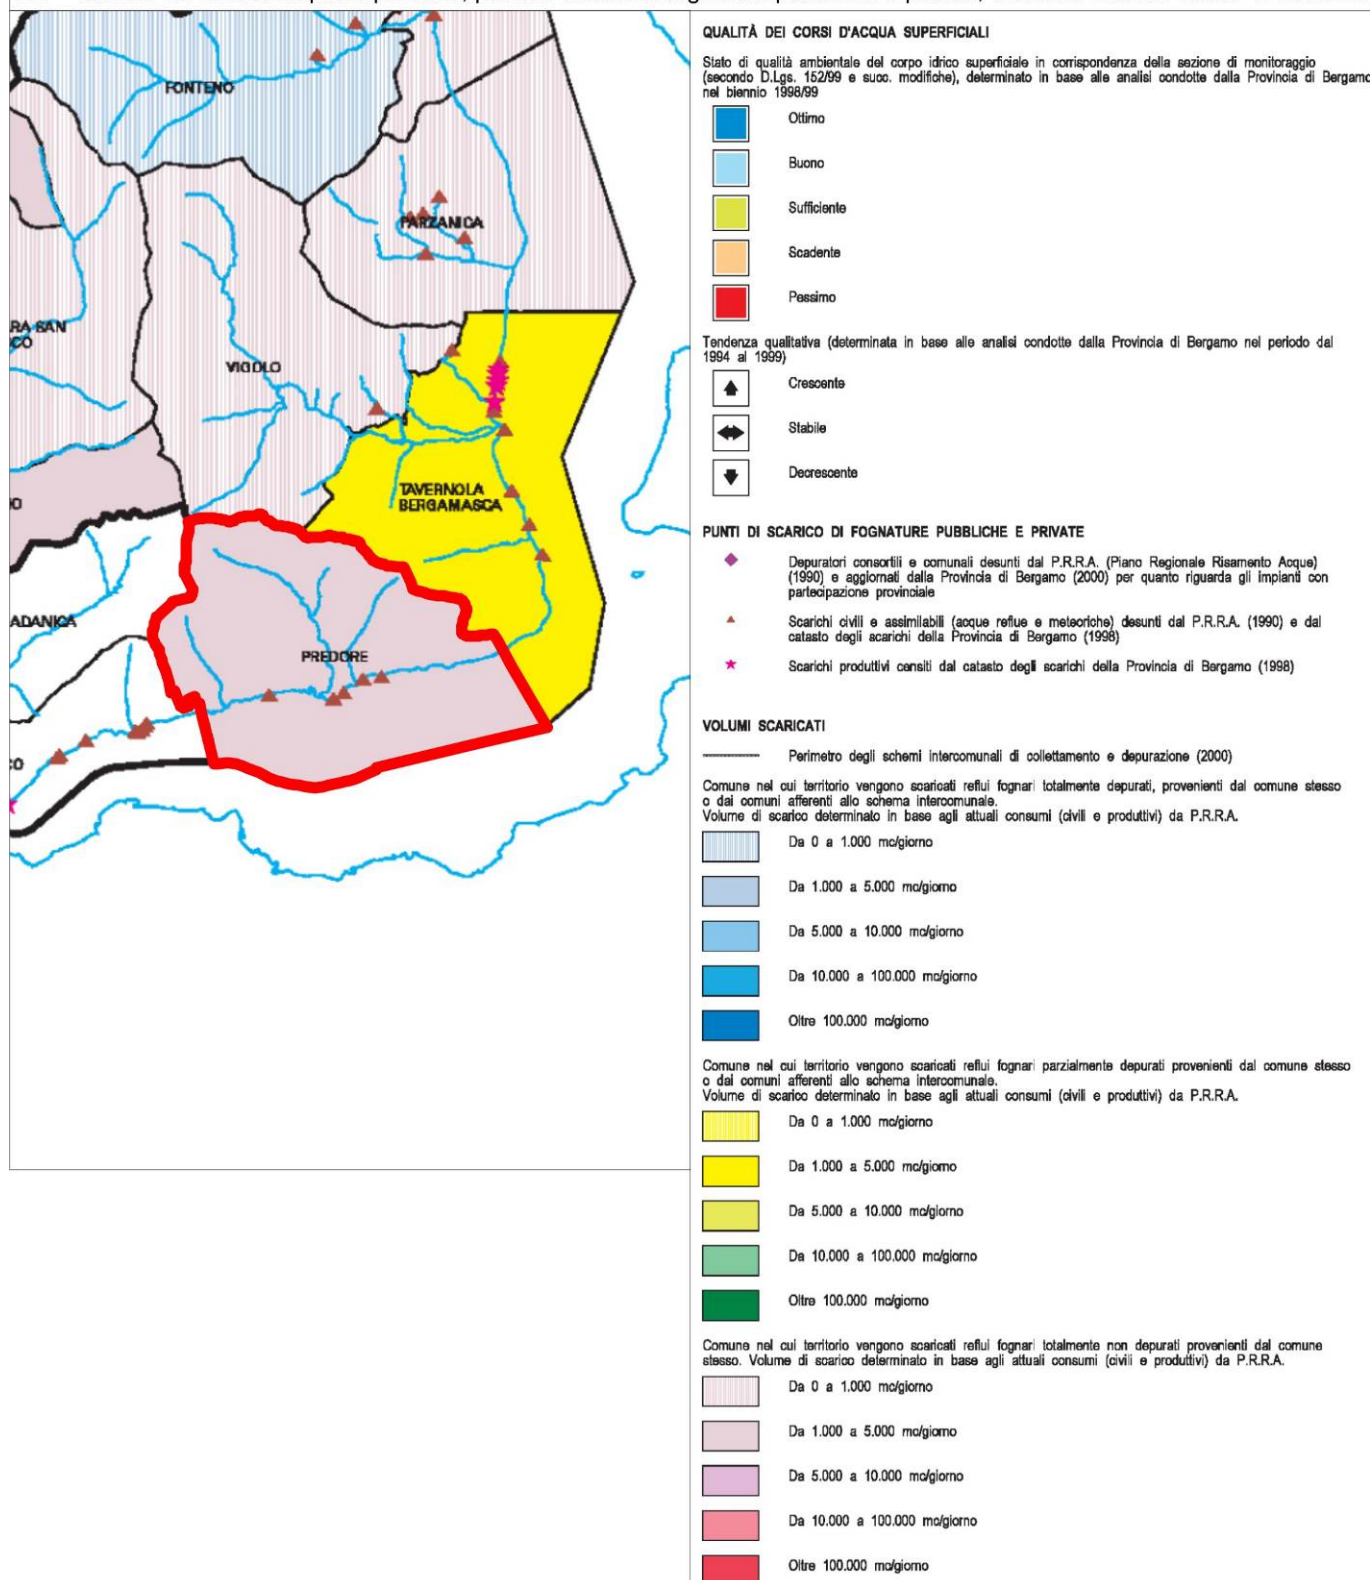 FONTENO
PARZANICA
RA SAN
CO
VIGOLO
TAVERNOLA
BERGAMASCA
O
ADANICA
PREDORE
CO
QUALITÀ DEI CORSI D'ACQUA SUPERFICIALI
Stato di qualità ambientale del corpo idrico superficiale in corrispondenza della sezione di monitoraggio
(secondo D.Lgs. 152/99 e succ. modifiche), determinato in base alle analisi condotte dalla Provincia di Bergamo
nel biennio 1998/99
Ottimo
Buono
Sufficiente
Scadente
Pessimo
Tendenza qualitativa (determinata in base alle analisi condotte dalla Provincia di Bergamo nel periodo dal
1994 al 1999)
Crescente
Stabile
Decrescente
PUNTI DI SCARICO DI FOGNATURE PUBBLICHE E PRIVATE
Depuratori consortili e comunali desunti dal P.R.R.A. (Piano Regionale Risamento Acque)
(1990) e aggiornati dalla Provincia di Bergamo (2000) per quanto riguarda gli impianti con
partecipazione provinciale
Scarichi civili e assimilabili (acque reflue e meteoriche) desunti dal P.R.R.A. (1990) e dal
catasto degli scarichi della Provincia di Bergamo (1998)
Scarichi produttivi censiti dal catasto degli scarichi della Provincia di Bergamo (1998)
VOLUMI SCARICATI
Perimetro degli schemi intercomunali di collettamento e depurazione (2000)
Comune nel cui territorio vengono scaricati reflui fognari totalmente depurati, provenienti dal comune stesso
o dai comuni afferenti allo schema intercomunale.
Volume di scarico determinato in base agli attuali consumi (civili e produttivi) da P.R.R.A.
Da 0 a 1.000 mc/giorno
Da 1.000 a 5.000 mc/giorno
Da 5.000 a 10.000 mc/giorno
Da 10.000 a 100.000 mc/giorno
Oltre 100.000 mc/giorno
Comune nel cui territorio vengono scaricati reflui fognari parzialmente depurati provenienti dal comune stesso
o dai comuni afferenti allo schema intercomunale.
Volume di scarico determinato in base agli attuali consumi (civili e produttivi) da P.R.R.A.
Da 0 a 1.000 mc/giorno
Da 1.000 a 5.000 mc/giorno
Da 5.000 a 10.000 mc/giorno
Da 10.000 a 100.000 mc/giorno
Oltre 100.000 mc/giorno
Comune nel cui territorio vengono scaricati reflui fognari totalmente non depurati provenienti dal comune
stesso. Volume di scarico determinato in base agli attuali consumi (civili e produttivi) da P.R.R.A.
Da 0 a 1.000 mc/giorno
Da 1.000 a 5.000 mc/giorno
Da 5.000 a 10.000 mc/giorno
Da 10.000 a 100.000 mc/giorno
Oltre 100.000 mc/giorno